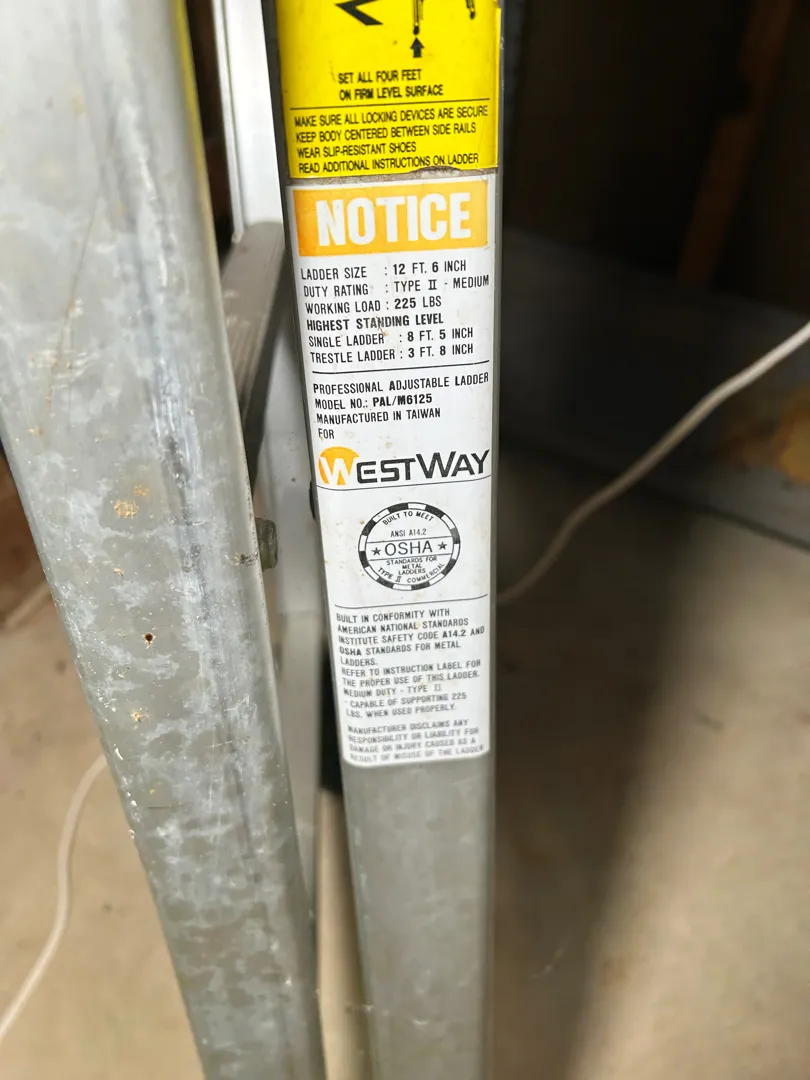 SET ALL FOUR FEET
ON FIRM LEVEL SURFACE
MAKE SURE ALL LOCKING DEVICES ARE SECURE
KEEP BODY CENTERED BETWEEN SIDE RAILS
WEAR SLIP-RESISTANT SHOES
READ ADDITIONAL INSTRUCTIONS ON LADDER
NOTICE
LADDER SIZE : 12 FT. 6 INCH
DUTY RATING : TYPE II - MEDIUM
WORKING LOAD : 225 LBS
HIGHEST STANDING LEVEL
SINGLE LADDER : 8 FT. 5 INCH
TRESTLE LADDER : 3 FT. 8 INCH
PROFESSIONAL ADJUSTABLE LADDER
MODEL NO.: PAL/M6125
MANUFACTURED IN TAIWAN
FOR
WESTWAY
BUILT TO MEET
ANSI A14.2
★ OSHA ★
STANDARDS FOR
METAL
LADDERS
TYPE II COMMERCIAL
BUILT IN CONFORMITY WITH
AMERICAN NATIONAL STANDARDS
INSTITUTE SAFETY CODE A14.2 AND
OSHA STANDARDS FOR METAL
LADDERS.
REFER TO INSTRUCTION LABEL FOR
THE PROPER USE OF THIS LADDER.
MEDIUM DUTY - TYPE II
- CAPABLE OF SUPPORTING 225
LBS. WHEN USED PROPERLY.
MANUFACTURER DISCLAIMS ANY
RESPONSIBILITY OR LIABILITY FOR
DAMAGE OR INJURY CAUSED AS A
RESULT OF MISUSE OF THE LADDER